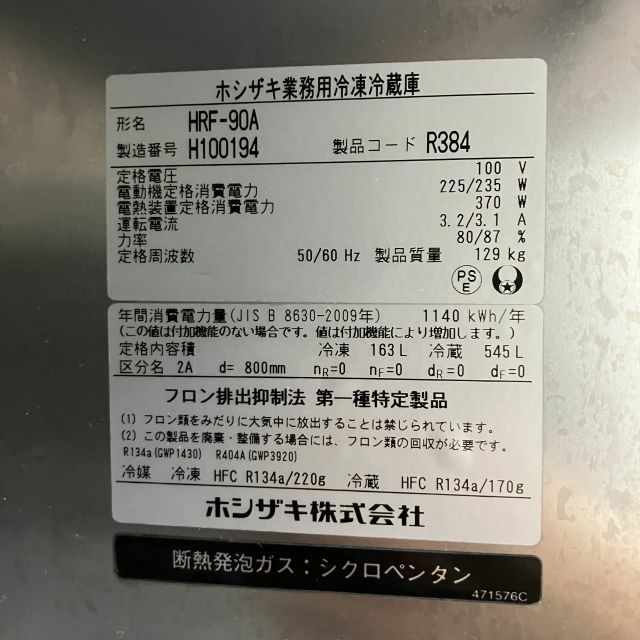 ホシザキ業務用冷凍冷蔵庫
形名 HRF-90A
製造番号 H100194 製品コード R384
定格電圧 100 V
電動機定格消費電力 225/235 W
電熱装置定格消費電力 370 W
運転電流 3.2/3.1 A
力率 80/87 %
定格周波数 50/60 Hz 製品質量 129 kg
PS
E
年間消費電力量(JIS B 8630-2009年) 1140 kWh/年
(この値は付加機能のない場合です。値は付加機能により増加します。)
定格内容積 冷凍 163 L 冷蔵 545 L
区分名 2A d= 800mm nR=0 nF=0 dR=0 dF=0
フロン排出抑制法 第一種特定製品
(1) フロン類をみだりに大気中に放出することは禁じられています。
(2) この製品を廃棄・整備する場合には、フロン類の回収が必要です。
R134a(GWP1430) R404A(GWP3920)
冷媒 冷凍 HFC R134a/220g 冷蔵 HFC R134a/170g
ホシザキ株式会社
断熱発泡ガス：シクロペンタン
471576C